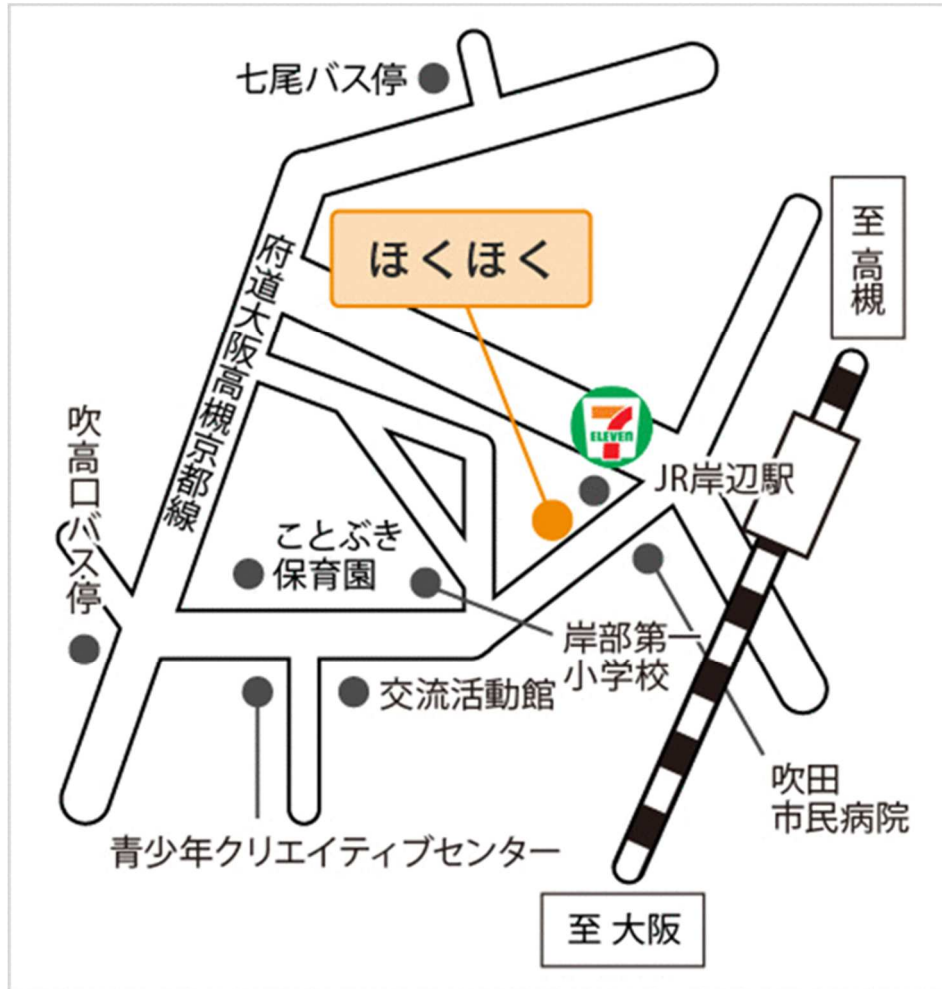 七尾バス停
至高槻
ほくほく
府道大阪高槻京都線
7
ELEVEN
吹高口バス停
JR岸辺駅
ことぶき
保育園
岸部第一
小学校
交流活動館
吹田
市民病院
青少年クリエイティブセンター
至 大阪